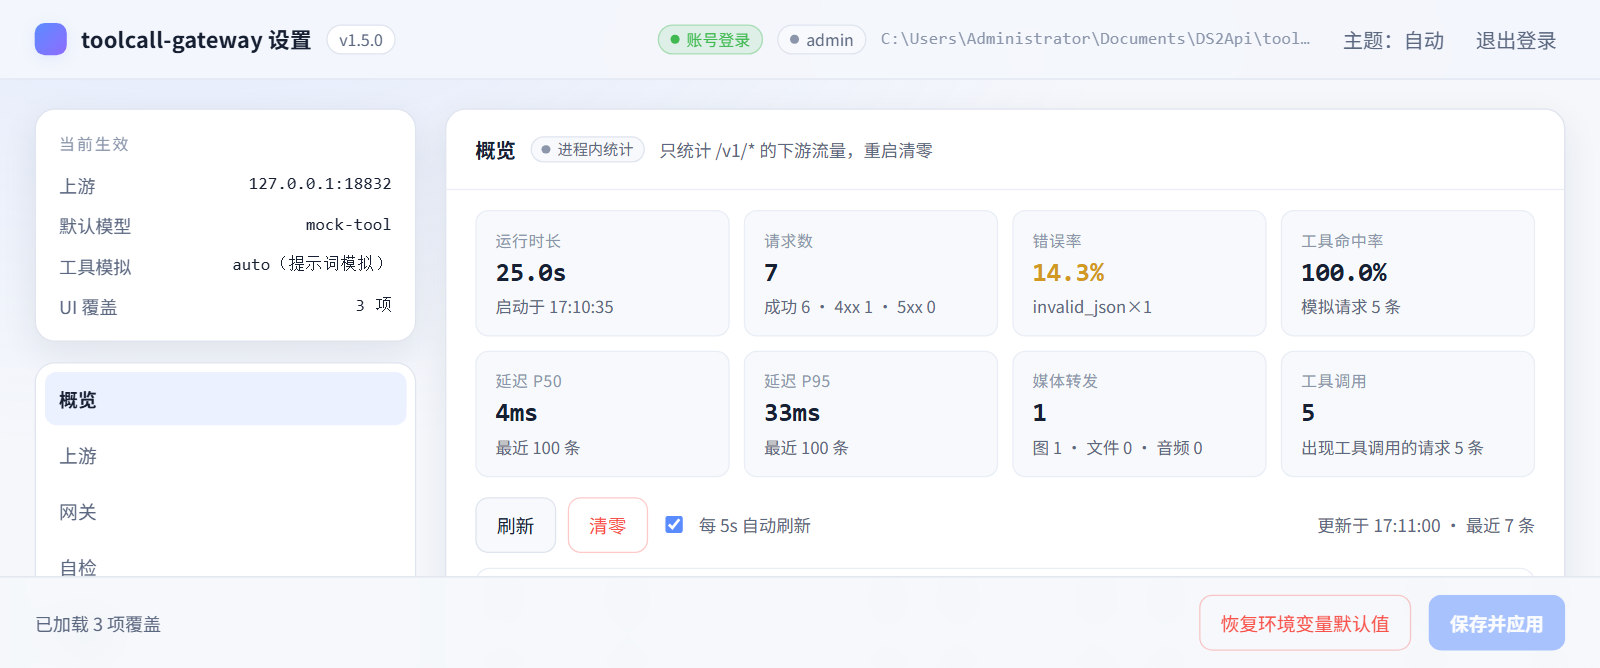 toolcall-gateway 设置 v1.5.0 账号登录 admin C:\Users\Administrator\Documents\DS2Api\tool… 主题：自动 退出登录
当前生效
上游 127.0.0.1:18832
默认模型 mock-tool
工具模拟 auto（提示词模拟）
UI 覆盖 3 项
概览
上游
网关
自检
概览 进程内统计 只统计 /v1/* 的下游流量，重启清零
运行时长
25.0s
启动于 17:10:35
请求数
7
成功 6 · 4xx 1 · 5xx 0
错误率
14.3%
invalid_json×1
工具命中率
100.0%
模拟请求 5 条
延迟 P50
4ms
最近 100 条
延迟 P95
33ms
最近 100 条
媒体转发
1
图 1 · 文件 0 · 音频 0
工具调用
5
出现工具调用的请求 5 条
刷新 清零 每 5s 自动刷新 更新于 17:11:00 · 最近 7 条
已加载 3 项覆盖 恢复环境变量默认值 保存并应用